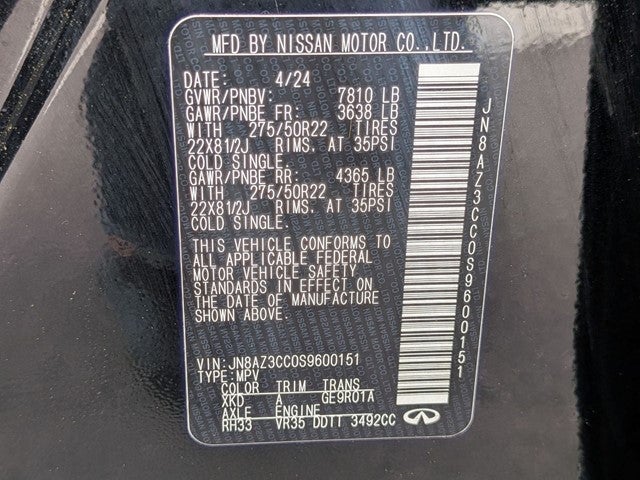 MFD BY NISSAN MOTOR CO.,LTD.
DATE: 4/24
GVWR/PNBV: 7810 LB
GAWR/PNBE FR: 3638 LB
WITH 275/50R22 TIRES
22X81/2J RIMS. AT 35PSI
COLD SINGLE.
GAWR/PNBE RR: 4365 LB
WITH 275/50R22 TIRES
22X81/2J RIMS. AT 35PSI
COLD SINGLE.
THIS VEHICLE CONFORMS TO
ALL APPLICABLE FEDERAL
MOTOR VEHICLE SAFETY
STANDARDS IN EFFECT ON
THE DATE OF MANUFACTURE
SHOWN ABOVE.
VIN: JN8AZ3CC0S9600151
TYPE: MPV
COLOR TRIM TRANS
XKD A GE9R01A
AXLE ENGINE
RH33 VR35 DDTT 3492CC
JN8AZ3CC0S9600151